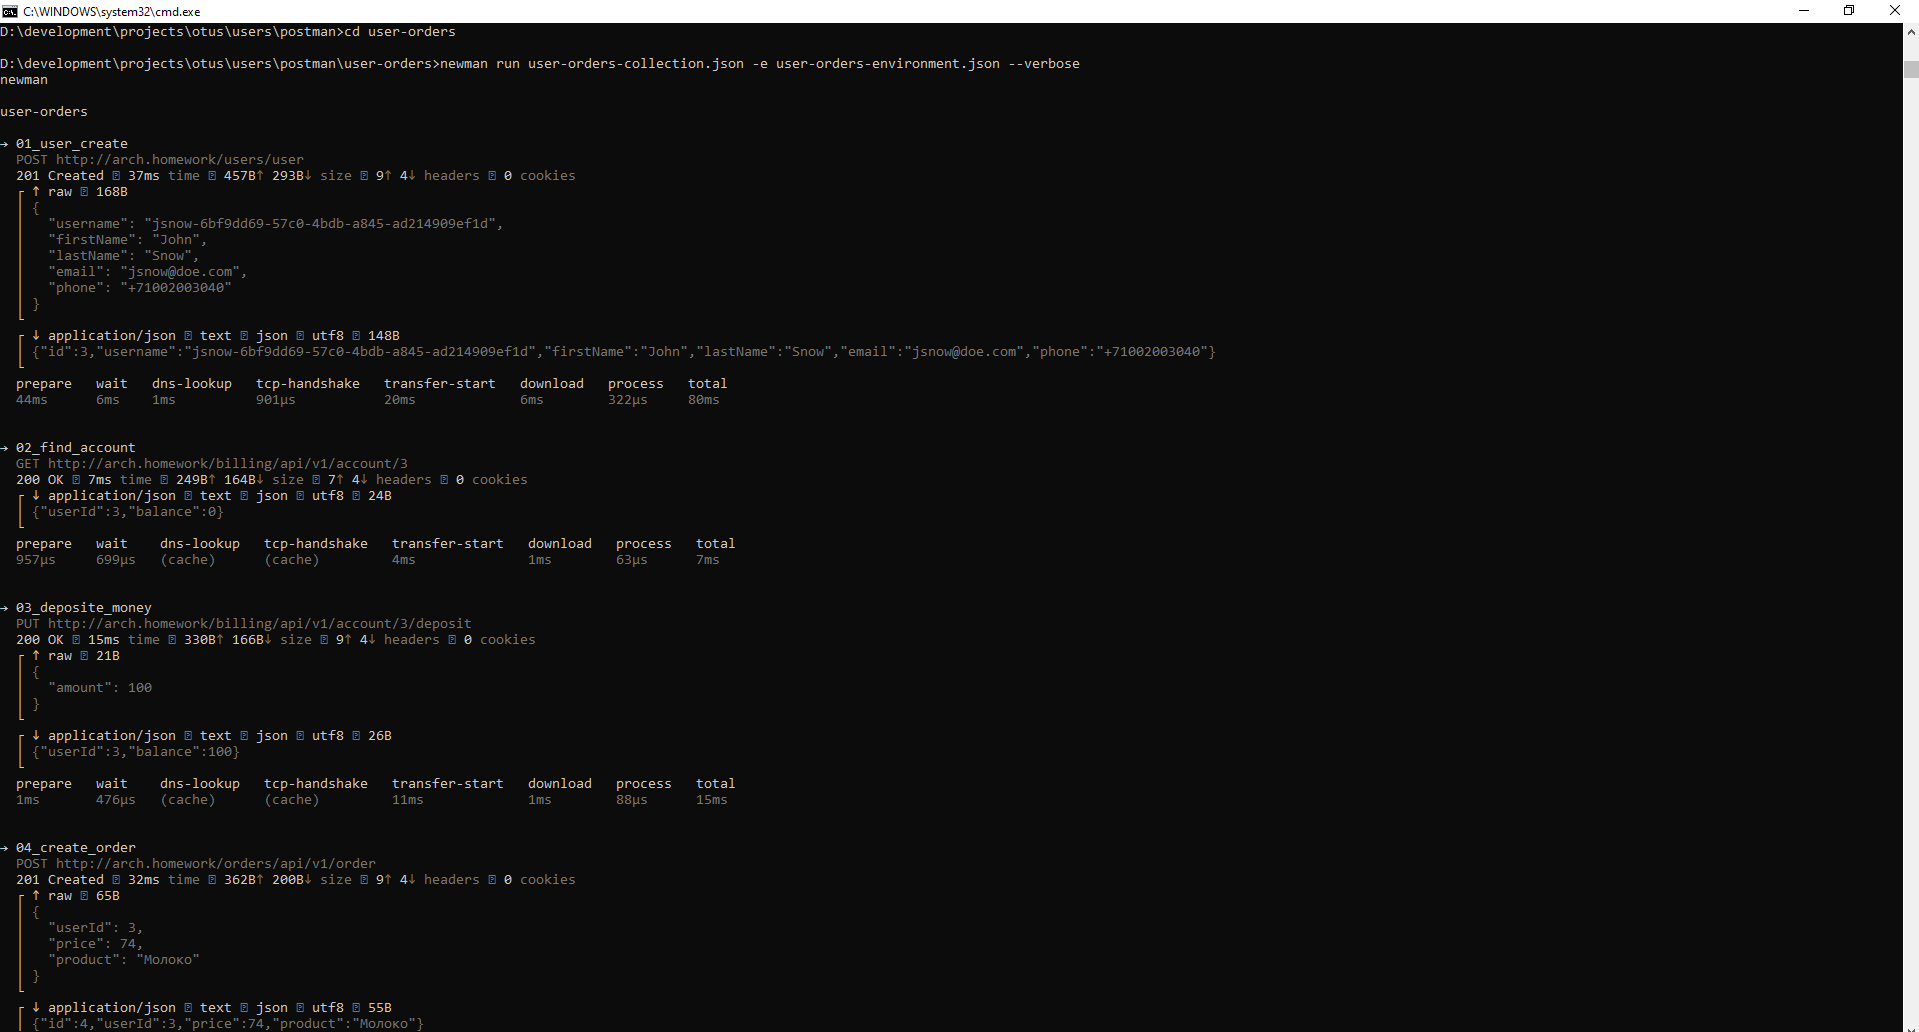 C:\WINDOWS\system32\cmd.exe
D:\development\projects\otus\users\postman>cd user-orders
D:\development\projects\otus\users\postman\user-orders>newman run user-orders-collection.json -e user-orders-environment.json --verbose
newman
user-orders
→ 01_user_create
POST http://arch.homework/users/user
201 Created 37ms time 457B↑ 293B↓ size 9↑ 4↓ headers 0 cookies
↑ raw 168B
{
"username": "jsnow-6bf9dd69-57c0-4bdb-a845-ad214909ef1d",
"firstName": "John",
"lastName": "Snow",
"email": "jsnow@doe.com",
"phone": "+71002003040"
}
↓ application/json text json utf8 148B
{"id":3,"username":"jsnow-6bf9dd69-57c0-4bdb-a845-ad214909ef1d","firstName":"John","lastName":"Snow","email":"jsnow@doe.com","phone":"+71002003040"}
prepare wait dns-lookup tcp-handshake transfer-start download process total
44ms 6ms 1ms 901µs 20ms 6ms 322µs 80ms
→ 02_find_account
GET http://arch.homework/billing/api/v1/account/3
200 OK 7ms time 249B↑ 164B↓ size 7↑ 4↓ headers 0 cookies
↓ application/json text json utf8 24B
{"userId":3,"balance":0}
prepare wait dns-lookup tcp-handshake transfer-start download process total
957µs 699µs (cache) (cache) 4ms 1ms 63µs 7ms
→ 03_deposite_money
PUT http://arch.homework/billing/api/v1/account/3/deposit
200 OK 15ms time 330B↑ 166B↓ size 9↑ 4↓ headers 0 cookies
↑ raw 21B
{
"amount": 100
}
↓ application/json text json utf8 26B
{"userId":3,"balance":100}
prepare wait dns-lookup tcp-handshake transfer-start download process total
1ms 476µs (cache) (cache) 11ms 1ms 88µs 15ms
→ 04_create_order
POST http://arch.homework/orders/api/v1/order
201 Created 32ms time 362B↑ 200B↓ size 9↑ 4↓ headers 0 cookies
↑ raw 65B
{
"userId": 3,
"price": 74,
"product": "Молоко"
}
↓ application/json text json utf8 55B
{"id":4,"userId":3,"price":74,"product":"Молоко"}